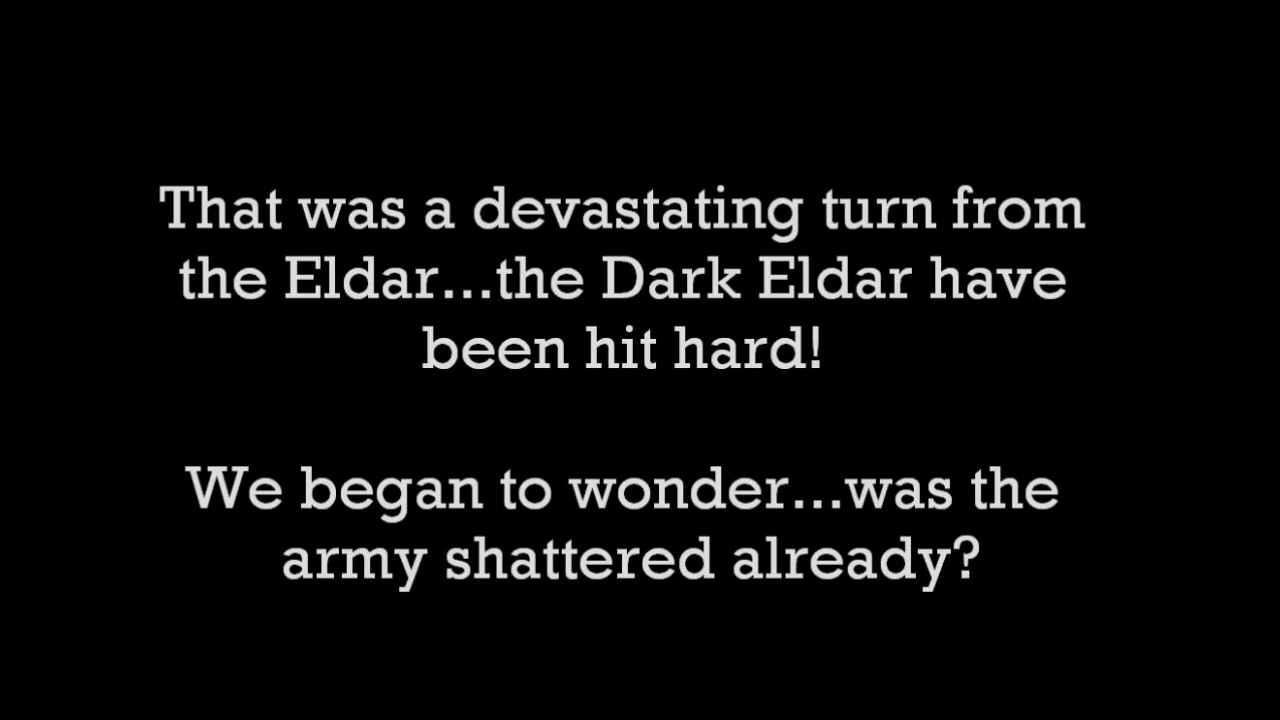 That was a devastating turn from
the Eldar...the Dark Eldar have
been hit hard!
We began to wonder...was the
army shattered already?